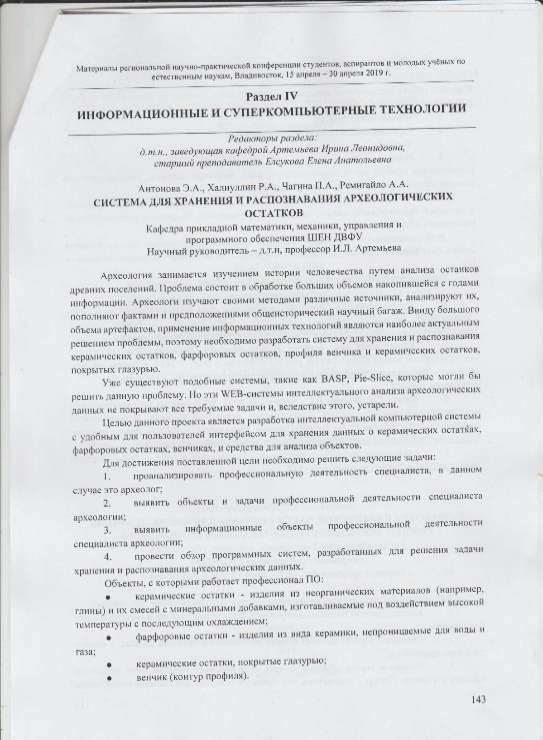 Материалы региональной научно-практической конференции студентов, аспирантов и молодых учёных по
естественным наукам, Владивосток, 15 апреля – 30 апреля 2019 г.
Раздел IV
ИНФОРМАЦИОННЫЕ И СУПЕРКОМПЬЮТЕРНЫЕ ТЕХНОЛОГИИ
Редакторы раздела:
д.т.н., заведующая кафедрой Артемьева Ирина Леонидовна,
старший преподаватель Елсукова Елена Анатольевна
Антонова Э.А., Халиуллин Р.А., Чагина П.А., Ремигайло А.А.
СИСТЕМА ДЛЯ ХРАНЕНИЯ И РАСПОЗНАВАНИЯ АРХЕОЛОГИЧЕСКИХ
ОСТАТКОВ
Кафедра прикладной математики, механики, управления и
программного обеспечения ШЕН ДВФУ
Научный руководитель – д.т.н, профессор И.Л. Артемьева
Археология занимается изучением истории человечества путем анализа останков
древних поселений. Проблема состоит в обработке больших объемов накопившейся с годами
информации. Археологи изучают своими методами различные источники, анализируют их,
пополняют фактами и предположениями общеисторический научный багаж. Ввиду большого
объема артефактов, применение информационных технологий являются наиболее актуальным
решением проблемы, поэтому необходимо разработать систему для хранения и распознавания
керамических остатков, фарфоровых остатков, профиля венчика и керамических остатков,
покрытых глазурью.
Уже существуют подобные системы, такие как BASP, Pie-Slice, которые могли бы
решить данную проблему. Но эти WEB-системы интеллектуального анализа археологических
данных не покрывают все требуемые задачи и, вследствие этого, устарели.
Целью данного проекта является разработка интеллектуальной компьютерной системы
с удобным для пользователей интерфейсом для хранения данных о керамических остатках,
фарфоровых остатках, венчиках, и средства для анализа объектов.
Для достижения поставленной цели необходимо решить следующие задачи:
1. проанализировать профессиональную деятельность специалиста, в данном
случае это археолог;
2. выявить объекты и задачи профессиональной деятельности специалиста
археологии;
3. выявить информационные объекты профессиональной деятельности
специалиста археологии;
4. провести обзор программных систем, разработанных для решения задачи
хранения и распознавания археологических данных.
Объекты, с которыми работает профессионал ПО:
● керамические остатки - изделия из неорганических материалов (например,
глины) и их смесей с минеральными добавками, изготавливаемые под воздействием высокой
температуры с последующим охлаждением;
● фарфоровые остатки - изделия из вида керамики, непроницаемые для воды и
газа;
● керамические остатки, покрытые глазурью;
● венчик (контур профиля).
143